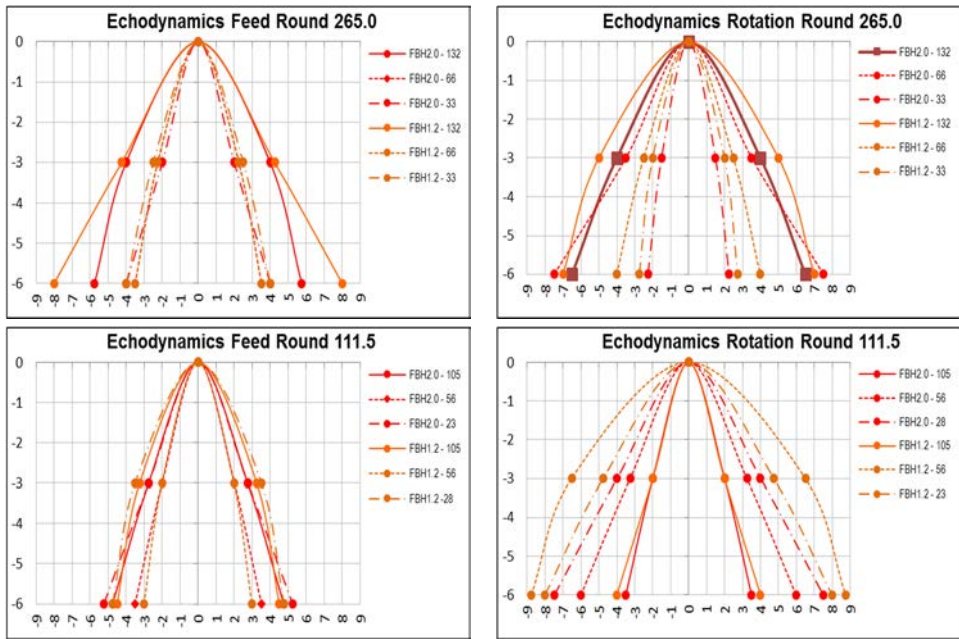 Echodynamics Feed Round 265.0
0
-1
-2
-3
-4
-5
-6
-9 -8 -7 -6 -5 -4 -3 -2 -1 0 1 2 3 4 5 6 7 8 9
FBH2.0 - 132
FBH2.0 - 66
FBH2.0 - 33
FBH1.2 - 132
FBH1.2 - 66
FBH1.2 - 33
Echodynamics Rotation Round 265.0
0
-1
-2
-3
-4
-5
-6
-9 -8 -7 -6 -5 -4 -3 -2 -1 0 1 2 3 4 5 6 7 8 9
FBH2.0 - 132
FBH2.0 - 66
FBH2.0 - 33
FBH1.2 - 132
FBH1.2 - 66
FBH1.2 - 33
Echodynamics Feed Round 111.5
0
-1
-2
-3
-4
-5
-6
-9 -8 -7 -6 -5 -4 -3 -2 -1 0 1 2 3 4 5 6 7 8 9
FBH2.0 - 105
FBH2.0 - 56
FBH2.0 - 23
FBH1.2 - 105
FBH1.2 - 56
FBH1.2 - 28
Echodynamics Rotation Round 111.5
0
-1
-2
-3
-4
-5
-6
-9 -8 -7 -6 -5 -4 -3 -2 -1 0 1 2 3 4 5 6 7 8 9
FBH2.0 - 105
FBH2.0 - 56
FBH2.0 - 28
FBH1.2 - 105
FBH1.2 - 56
FBH1.2 - 23